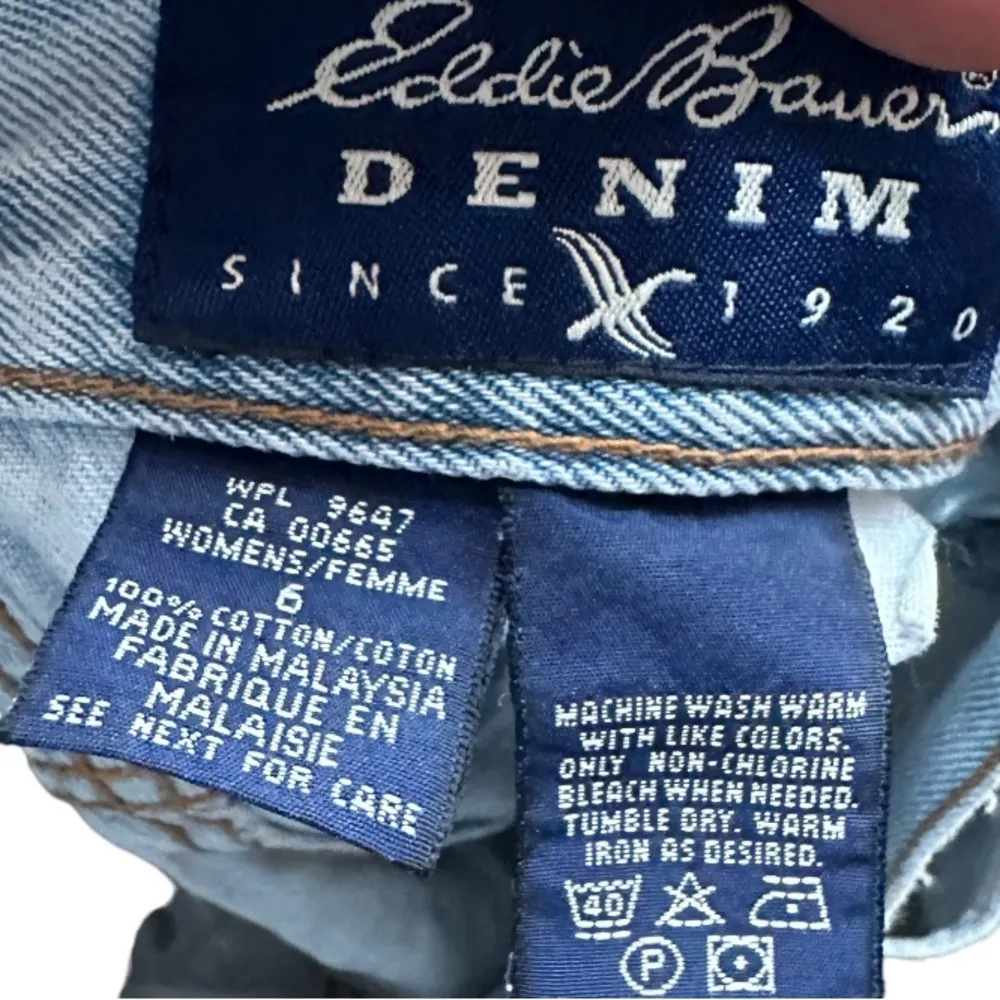 Eddie Bauer®
DENIM
SINCE 1920
WPL 9647
CA 00665
WOMENS/FEMME
6
100% COTTON/COTON
MADE IN MALAYSIA
FABRIQUE EN
MALAISIE
SEE NEXT FOR CARE
MACHINE WASH WARM
WITH LIKE COLORS.
ONLY NON-CHLORINE
BLEACH WHEN NEEDED.
TUMBLE DRY. WARM
IRON AS DESIRED.
40
P